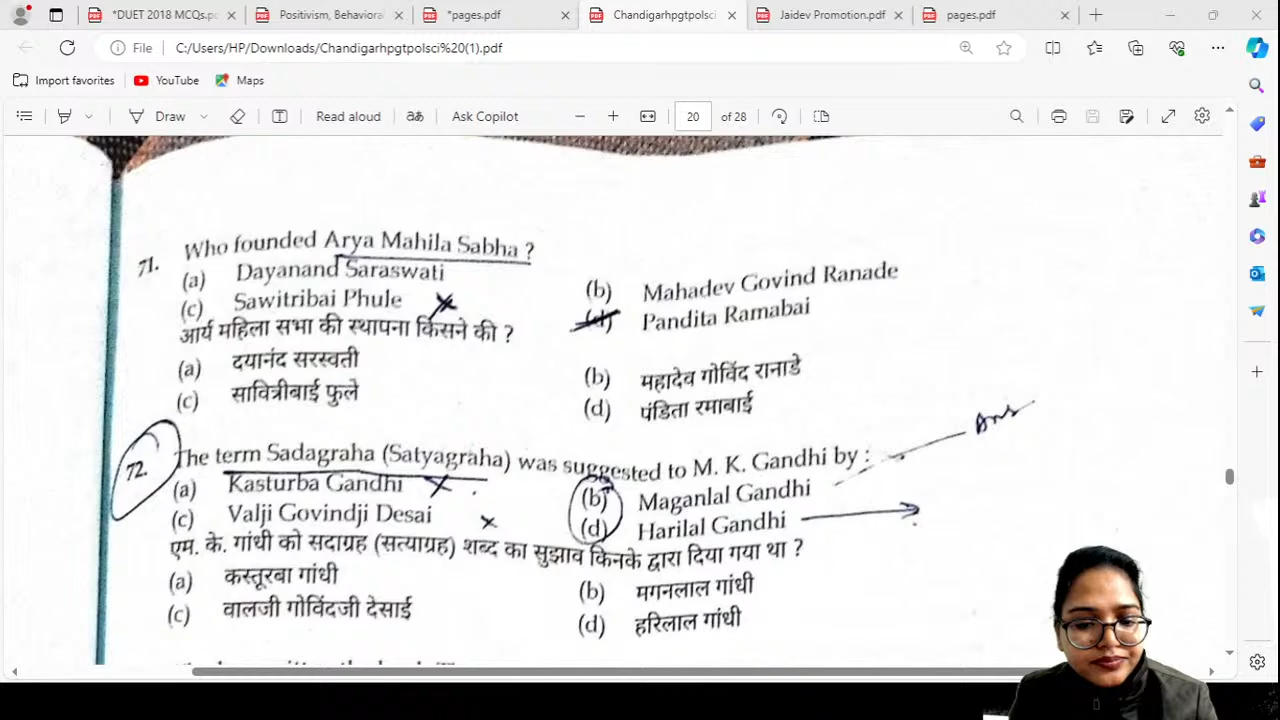 *DUET 2018 MCQs.pc
Positivism, Behavioral
*pages.pdf
Chandigarhpgtpolsci
Jaidev Promotion.pdf
pages.pdf
File C:/Users/HP/Downloads/Chandigarhpgtpolsci%20(1).pdf
Import favorites YouTube Maps
Draw Read aloud Ask Copilot 20 of 28
71. Who founded Arya Mahila Sabha ?
(a) Dayanand Saraswati (b) Mahadev Govind Ranade
(c) Sawitribai Phule (d) Pandita Ramabai
आर्य महिला सभा की स्थापना किसने की ?
(a) दयानंद सरस्वती (b) महादेव गोविंद रानाडे
(c) सावित्रीबाई फुले (d) पंडिता रमाबाई
Ans
72. The term Sadagraha (Satyagraha) was suggested to M. K. Gandhi by :
(a) Kasturba Gandhi (b) Maganlal Gandhi
(c) Valji Govindji Desai (d) Harilal Gandhi
एम. के. गांधी को सदाग्रह (सत्याग्रह) शब्द का सुझाव किनके द्वारा दिया गया था ?
(a) कस्तूरबा गांधी (b) मगनलाल गांधी
(c) वालजी गोविंदजी देसाई (d) हरिलाल गांधी